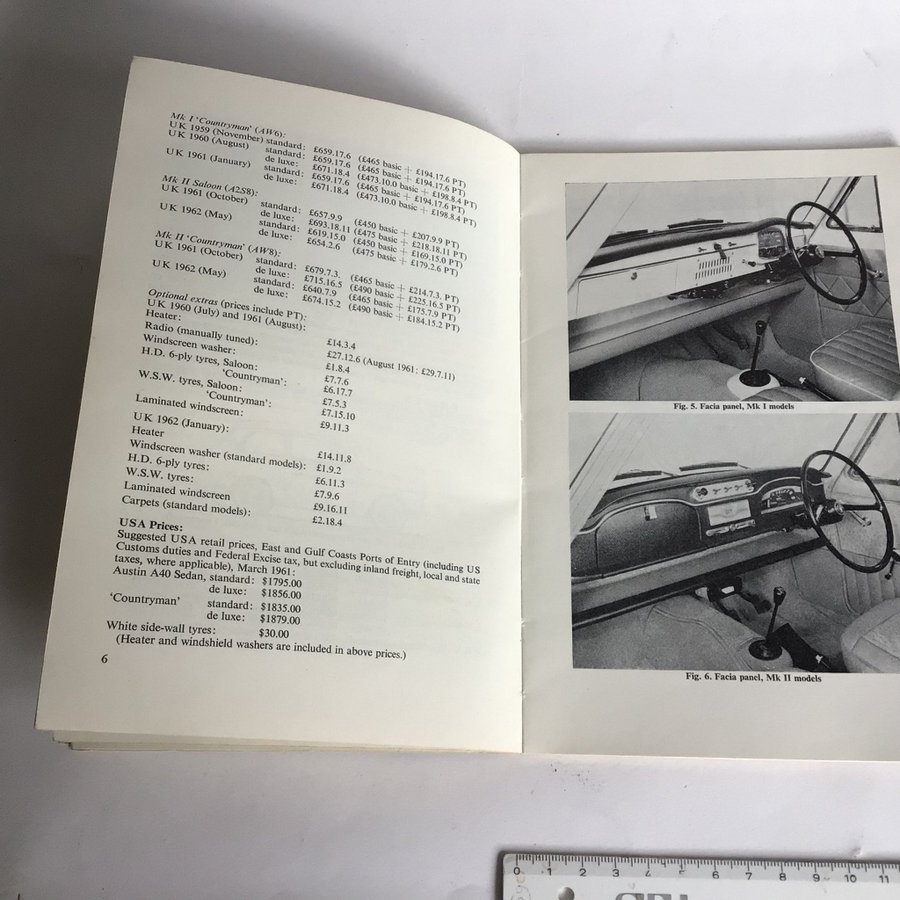 Mk I 'Countryman' (AW6):
UK 1959 (November) standard: £659.17.6 (£465 basic + £194.17.6 PT)
UK 1960 (August) standard: £659.17.6 (£465 basic + £194.17.6 PT)
de luxe: £671.18.4 (£473.10.0 basic + £198.8.4 PT)
UK 1961 (January) standard: £659.17.6 (£465 basic + £194.17.6 PT)
de luxe: £671.18.4 (£473.10.0 basic + £198.8.4 PT)
Mk II Saloon (A2S8):
UK 1961 (October) standard: £657.9.9 (£450 basic + £207.9.9 PT)
de luxe: £693.18.11 (£475 basic + £218.18.11 PT)
UK 1962 (May) standard: £619.15.0 (£450 basic + £169.15.0 PT)
de luxe: £654.2.6 (£475 basic + £179.2.6 PT)
Mk II 'Countryman' (AW8):
UK 1961 (October) standard: £679.7.3. (£465 basic + £214.7.3. PT)
de luxe: £715.16.5 (£490 basic + £225.16.5 PT)
UK 1962 (May) standard: £640.7.9 (£465 basic + £175.7.9 PT)
de luxe: £674.15.2 (£490 basic + £184.15.2 PT)
Optional extras (prices include PT):
UK 1960 (July) and 1961 (August):
Heater: £14.3.4
Radio (manually tuned): £27.12.6 (August 1961: £29.7.11)
Windscreen washer: £1.8.4
H.D. 6-ply tyres, Saloon: £7.7.6
'Countryman': £6.17.7
W.S.W. tyres, Saloon: £7.5.3
'Countryman': £7.15.10
Laminated windscreen: £9.11.3
UK 1962 (January):
Heater £14.11.8
Windscreen washer (standard models): £1.9.2
H.D. 6-ply tyres: £6.11.3
W.S.W. tyres: £7.9.6
Laminated windscreen £9.16.11
Carpets (standard models): £2.18.4
USA Prices:
Suggested USA retail prices, East and Gulf Coasts Ports of Entry (including US
Customs duties and Federal Excise tax, but excluding inland freight, local and state
taxes, where applicable), March 1961:
Austin A40 Sedan, standard: $1795.00
de luxe: $1856.00
'Countryman' standard: $1835.00
de luxe: $1879.00
White side-wall tyres: $30.00
(Heater and windshield washers are included in above prices.)
6
Fig. 5. Facia panel, Mk I models
Fig. 6. Facia panel, Mk II models
0 1 2 3 4 5 6 7 8 9 10 11